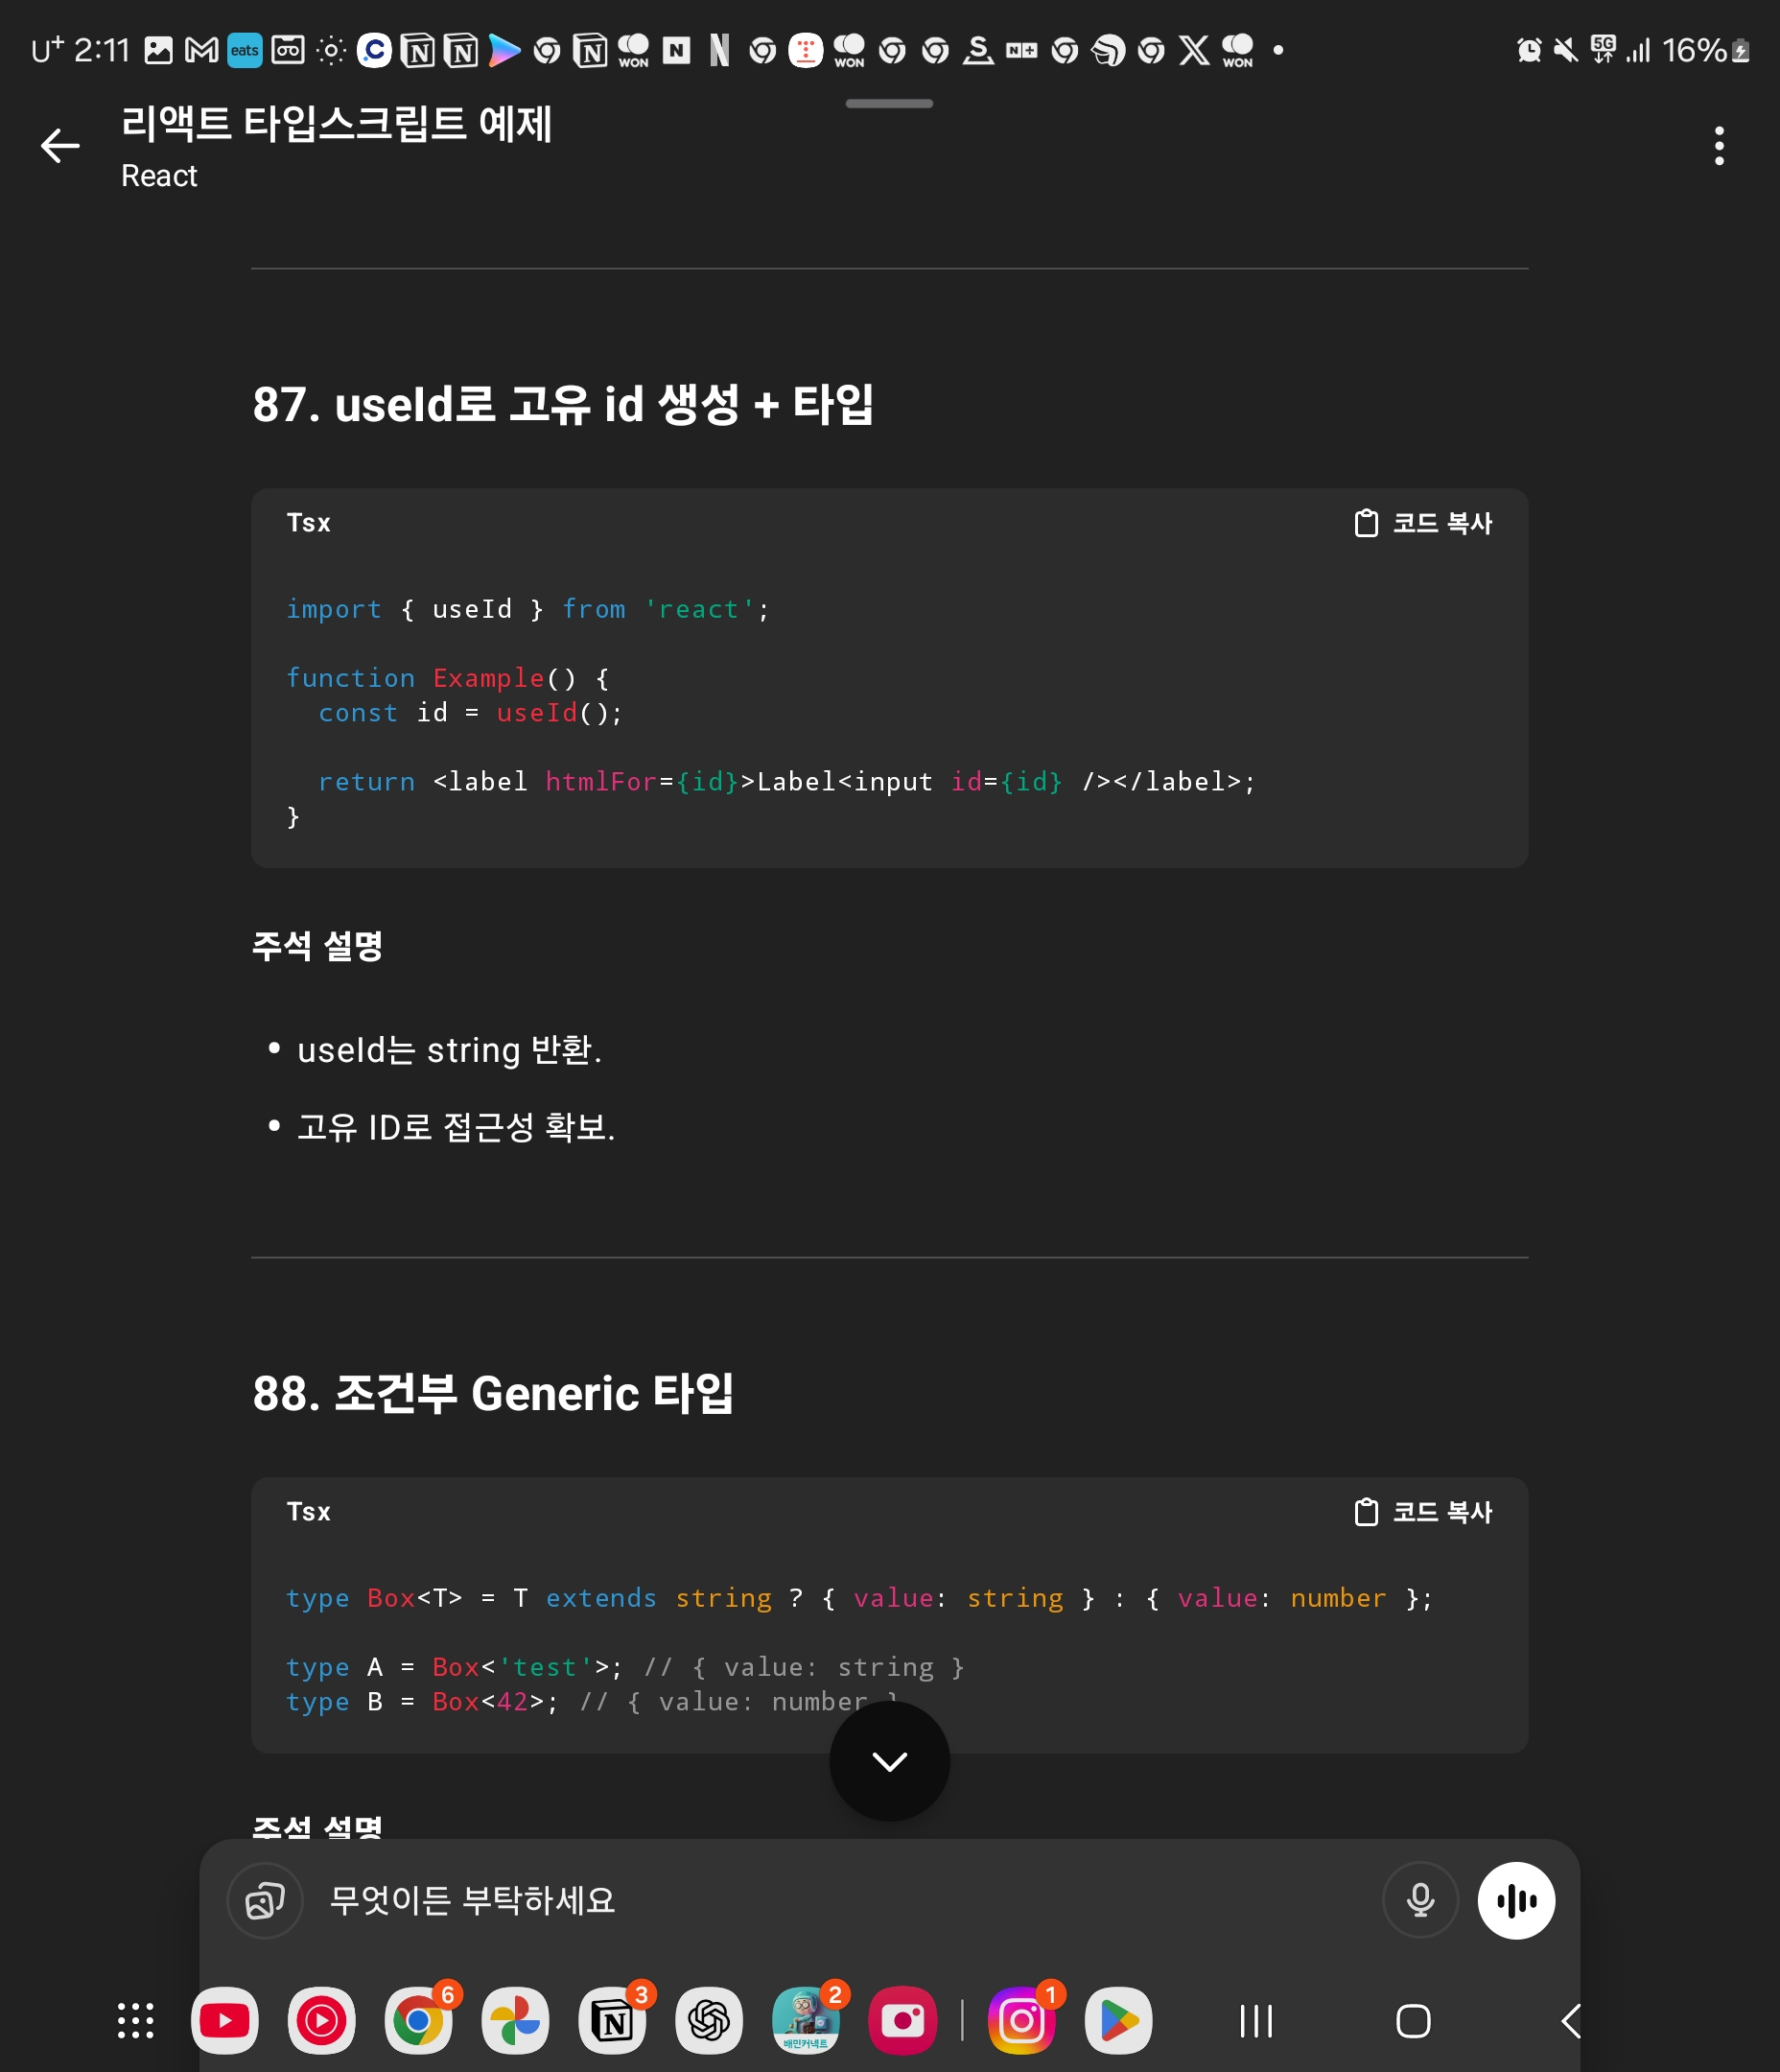 U+ 2:11 eats WON WON WON 5G 16%
리액트 타입스크립트 예제
React
87. useId로 고유 id 생성 + 타입
Tsx 코드 복사
import { useId } from 'react';
function Example() {
  const id = useId();
  return <label htmlFor={id}>Label<input id={id} /></label>;
}
주석 설명
• useId는 string 반환.
• 고유 ID로 접근성 확보.
88. 조건부 Generic 타입
Tsx 코드 복사
type Box<T> = T extends string ? { value: string } : { value: number };
type A = Box<'test'>; // { value: string }
type B = Box<42>; // { value: number }
주석 설명
무엇이든 부탁하세요
6 3 2 1
배민커넥트